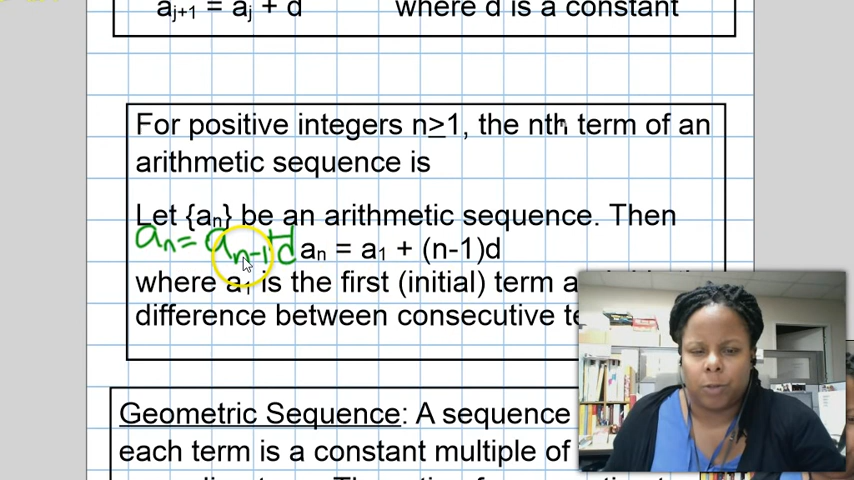 aj+1 = aj + d where d is a constant
For positive integers n≥1, the nth term of an
arithmetic sequence is
Let {an} be an arithmetic sequence. Then
an = an-1 + d an = a1 + (n-1)d
where a1 is the first (initial) term
difference between consecutive
Geometric Sequence: A sequence
each term is a constant multiple of